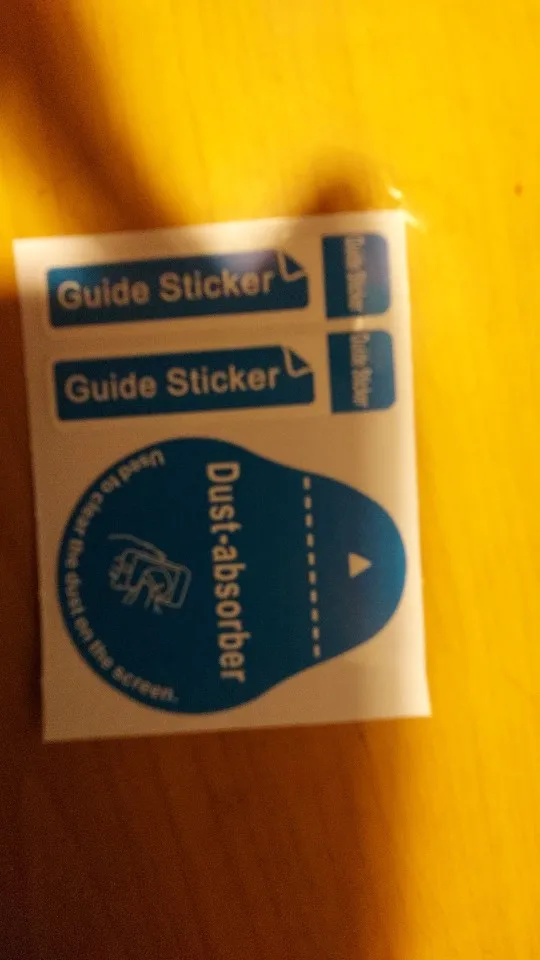 Guide Sticker
Guide Sticker
Guide Sticker
Guide Sticker
Dust-absorber
Used to clear the dust on the screen.